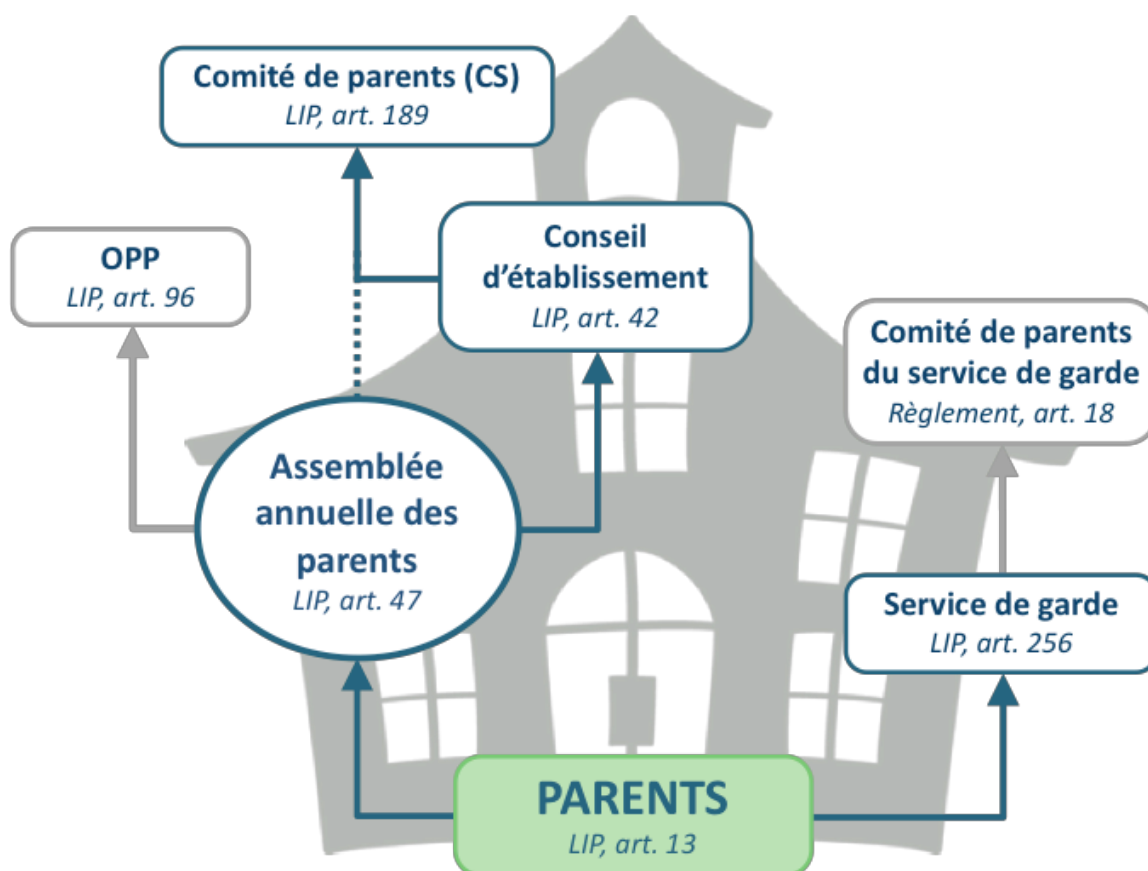 Comité de parents (CS)
LIP, art. 189
Conseil
d'établissement
LIP, art. 42
OPP
LIP, art. 96
Comité de parents
du service de garde
Règlement, art. 18
Assemblée
annuelle des
parents
LIP, art. 47
Service de garde
LIP, art. 256
PARENTS
LIP, art. 13